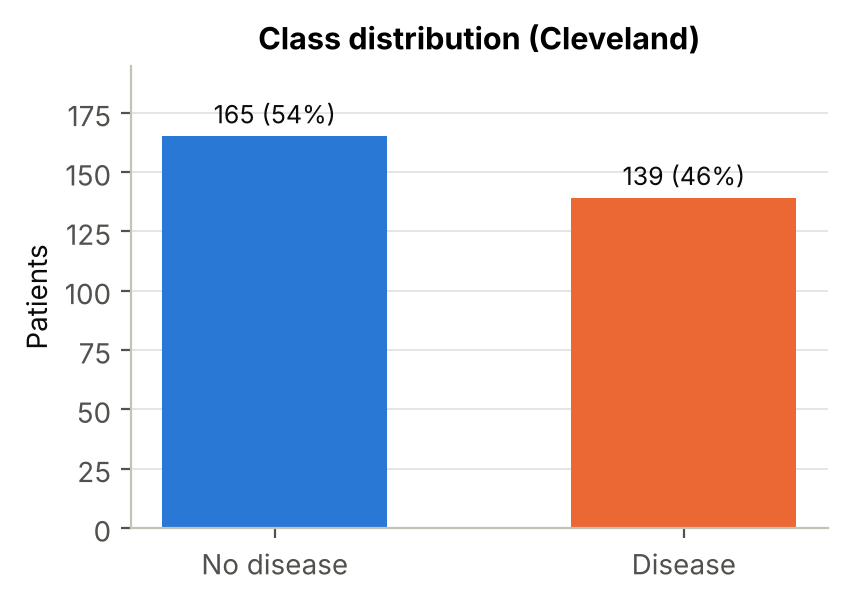 Class distribution (Cleveland)
175
165 (54%)
150
139 (46%)
125
100
75
50
25
0
Patients
No disease
Disease